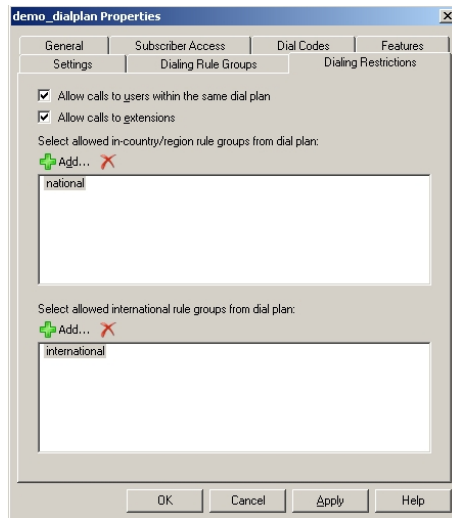 demo_dialplan Properties
General Subscriber Access Dial Codes Features
Settings Dialing Rule Groups Dialing Restrictions
Allow calls to users within the same dial plan
Allow calls to extensions
Select allowed in-country/region rule groups from dial plan:
Add...
national
Select allowed international rule groups from dial plan:
Add...
international
OK Cancel Apply Help